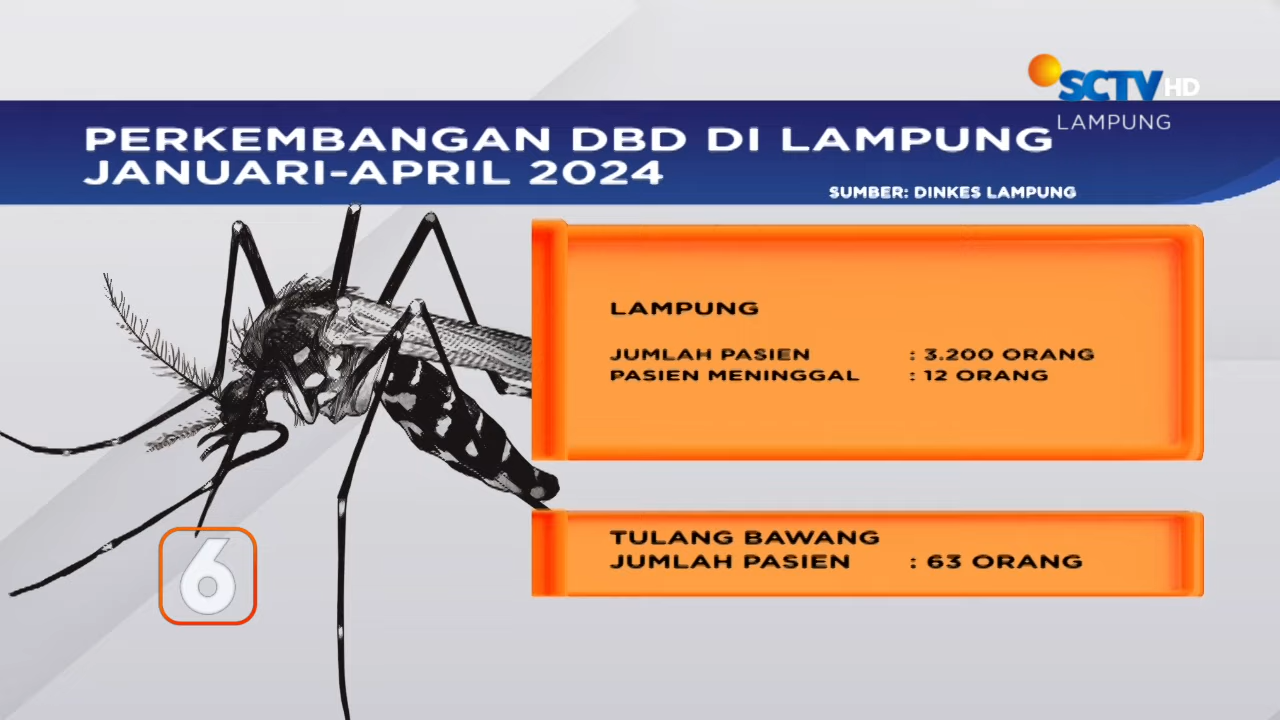 SCTV HD
LAMPUNG
PERKEMBANGAN DBD DI LAMPUNG
JANUARI-APRIL 2024
SUMBER: DINKES LAMPUNG
LAMPUNG
JUMLAH PASIEN : 3.200 ORANG
PASIEN MENINGGAL : 12 ORANG
TULANG BAWANG
JUMLAH PASIEN : 63 ORANG
6